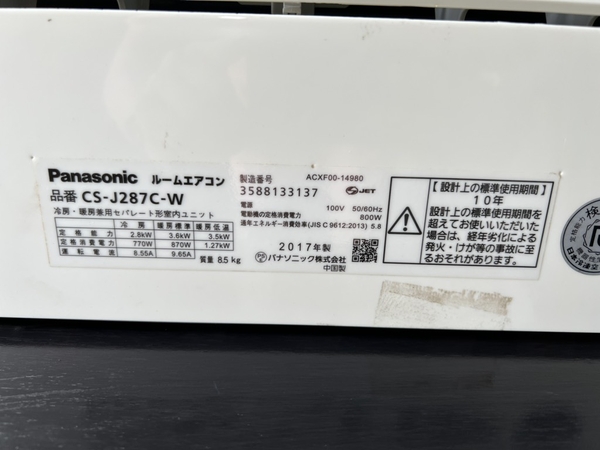 Panasonic ルームエアコン
品番 CS-J287C-W
冷房・暖房兼用セパレート形室内ユニット
冷房 暖房標準 暖房低温
定格能力 2.8kW 3.6kW 3.5kW
定格消費電力 770W 870W 1.27kW
運転電流 8.55A 9.65A
質量 8.5kg
製造番号 ACXF00-14980
3588133137 JET
電源 100V 50/60Hz
電動機の定格消費電力 800W
通年エネルギー消費効率(JIS C 9612:2013) 5.8
2017年製
パナソニック株式会社
中国製
【設計上の標準使用期間】
10年
設計上の標準使用期間を
超えてお使いいただいた
場合は、経年劣化による
発火・けが等の事故に至
るおそれがあります。